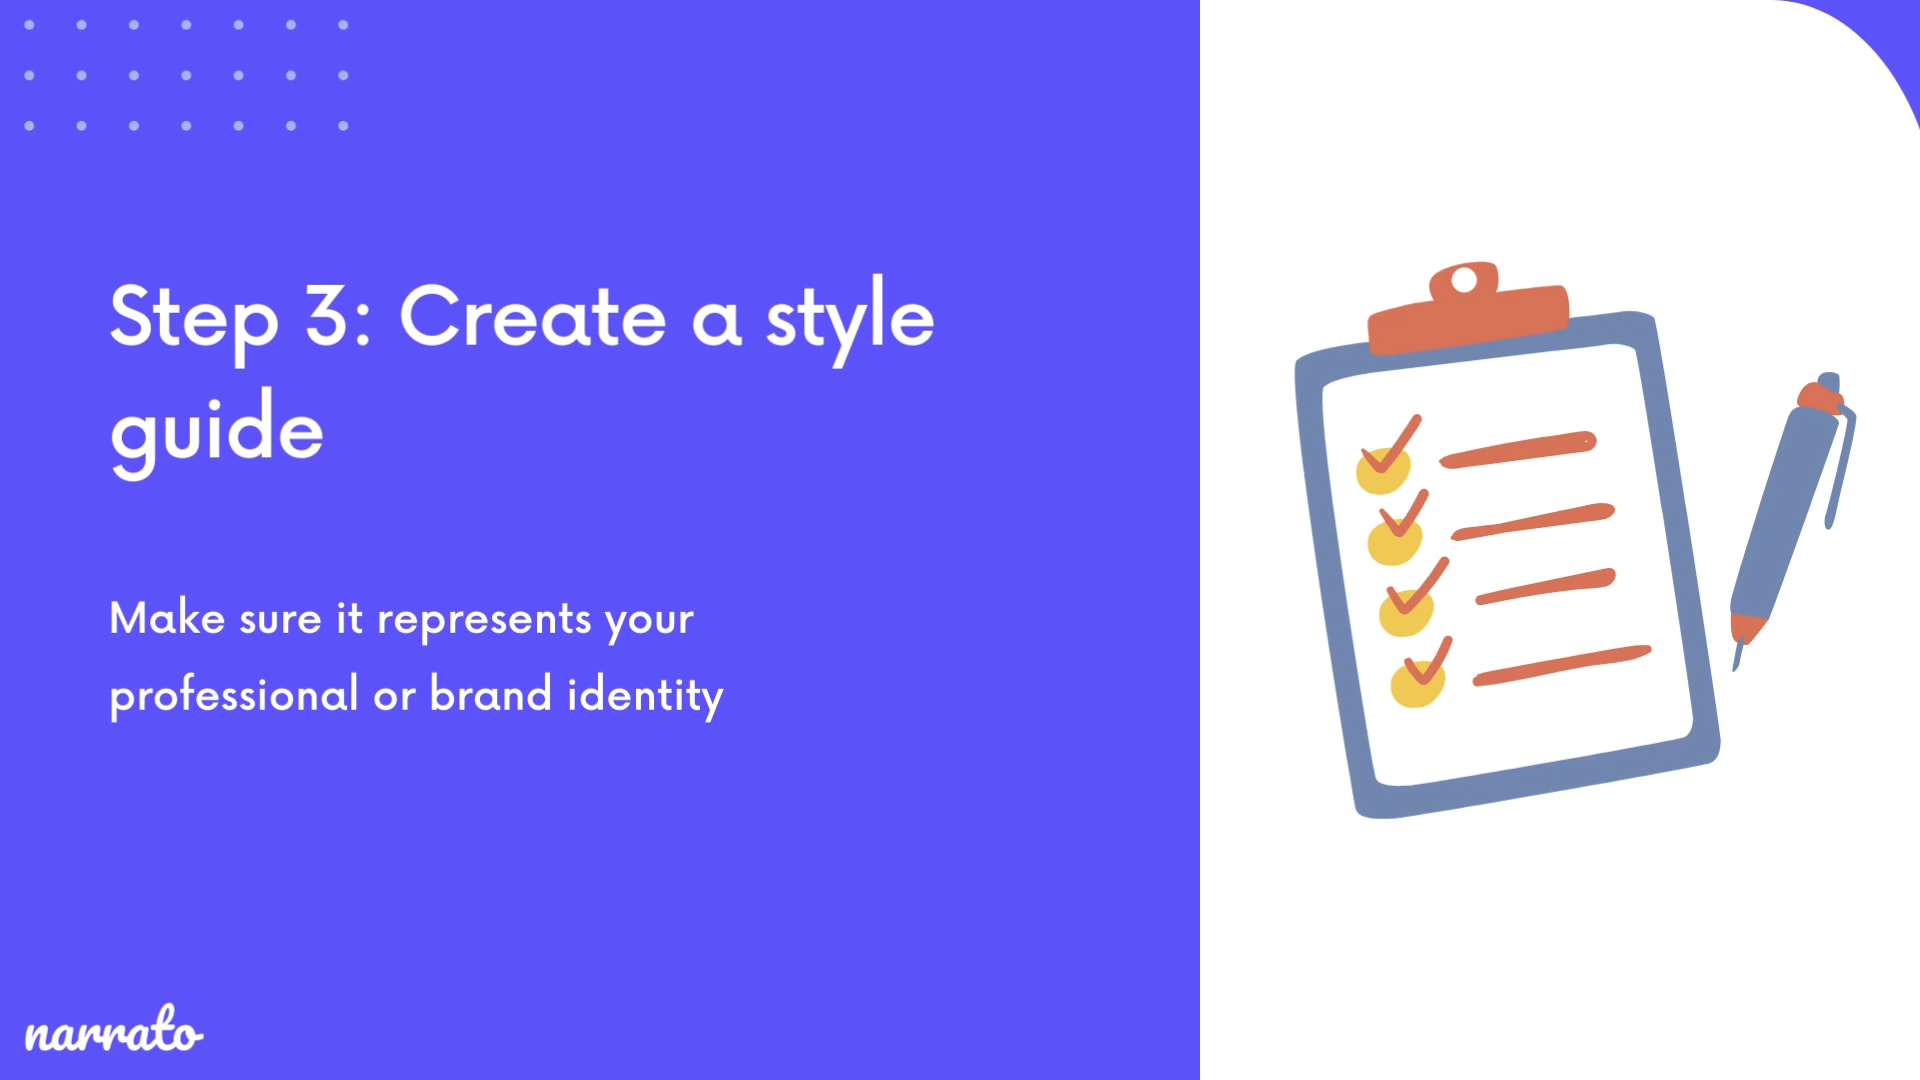 Step 3: Create a style
guide
Make sure it represents your
professional or brand identity
narrato